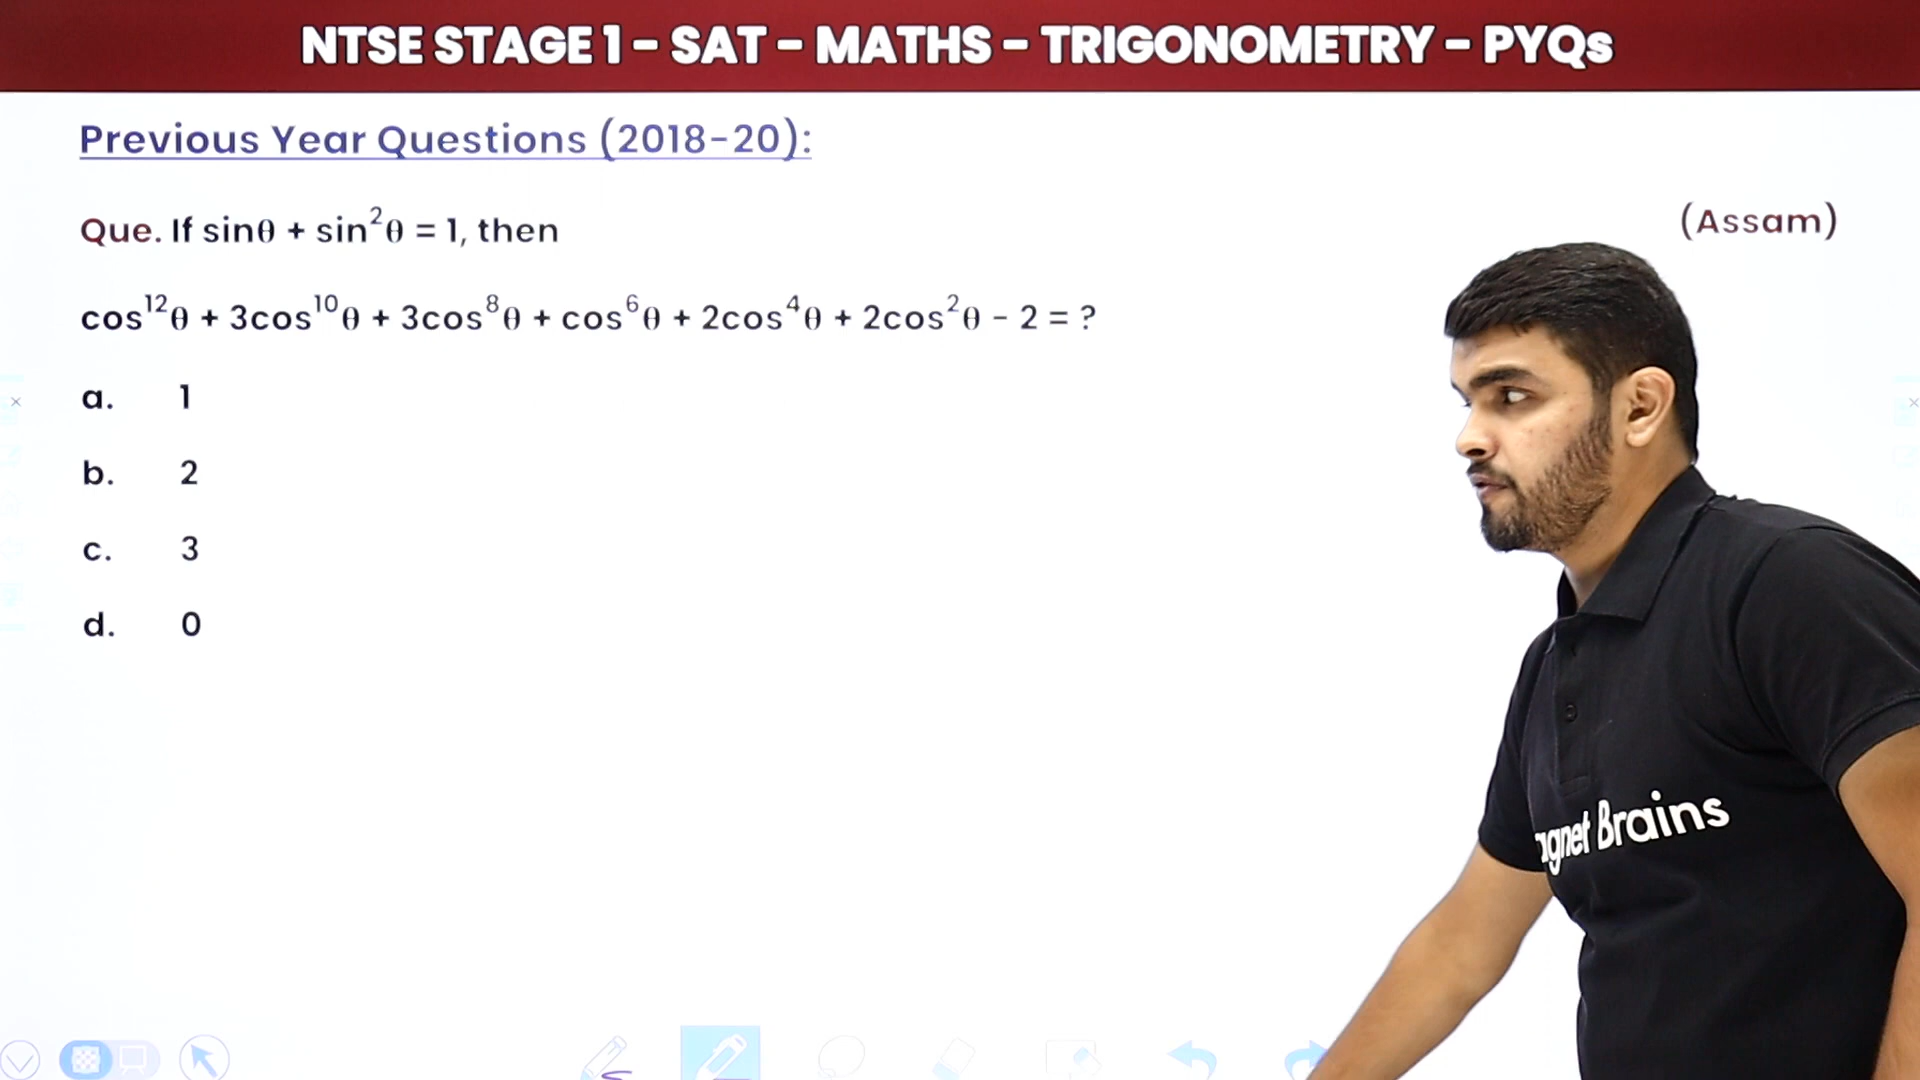 NTSE STAGE 1 – SAT – MATHS – TRIGONOMETRY – PYQs
Previous Year Questions (2018-20):
Que. If sinθ + sin²θ = 1, then
(Assam)
cos¹²θ + 3cos¹⁰θ + 3cos⁸θ + cos⁶θ + 2cos⁴θ + 2cos²θ - 2 = ?
a. 1
b. 2
c. 3
d. 0
agnet Brains